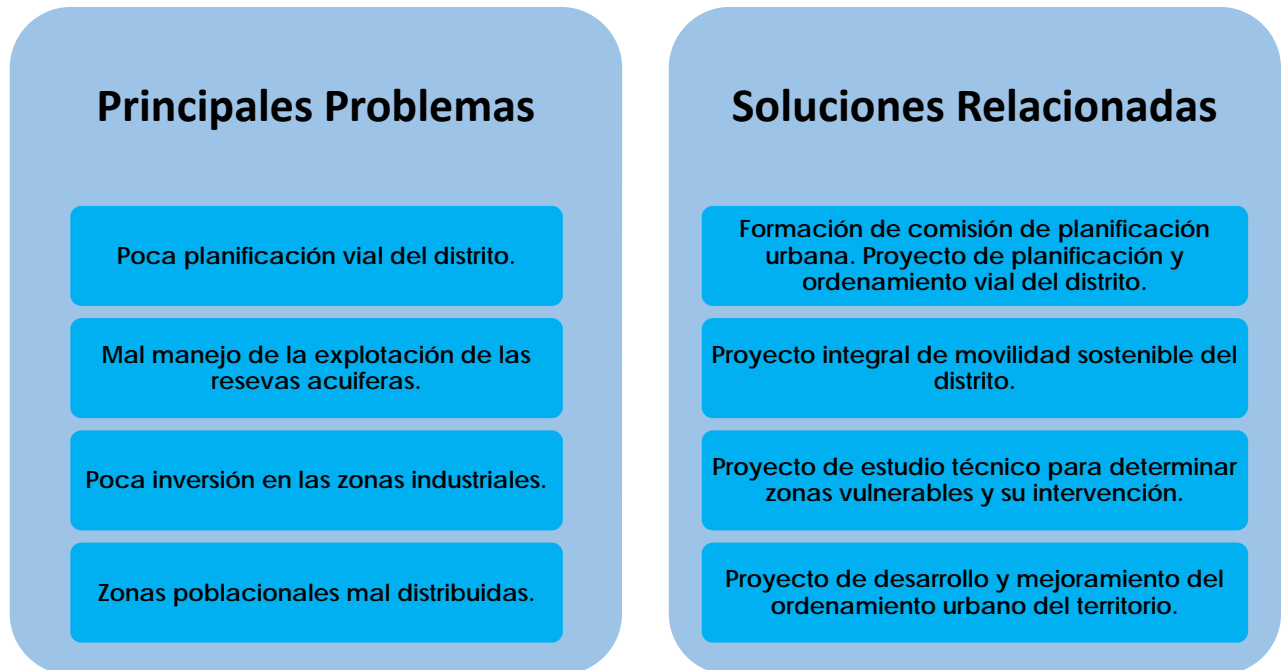 Principales Problemas
Poca planificación vial del distrito.
Mal manejo de la explotación de las
resevas acuiferas.
Poca inversión en las zonas industriales.
Zonas poblacionales mal distribuidas.
Soluciones Relacionadas
Formación de comisión de planificación
urbana. Proyecto de planificación y
ordenamiento vial del distrito.
Proyecto integral de movilidad sostenible del
distrito.
Proyecto de estudio técnico para determinar
zonas vulnerables y su intervención.
Proyecto de desarrollo y mejoramiento del
ordenamiento urbano del territorio.